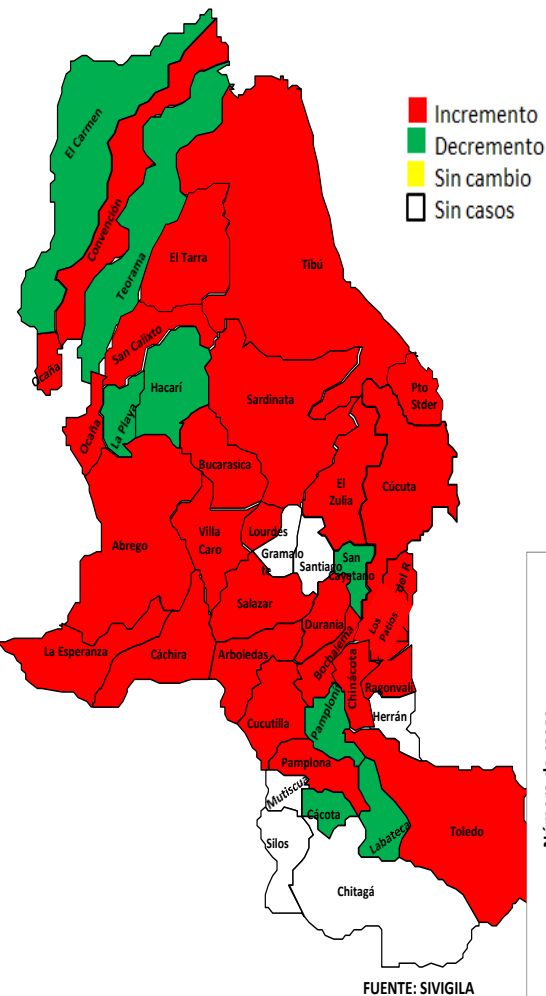 Incremento
Decremento
Sin cambio
Sin casos
El Carmen
Convención
Teorama
El Tarra
Tibú
San Calixto
Ocaña
Hacarí
La Playa
Ocaña
Sardinata
Pto
Stder
Bucarasica
El
Zulia
Cúcuta
Abrego
Villa
Caro
Lourdes
Gramalo
te
Santiago
San
Cayetano
Salazar
Durania
Los
Patios
del R
La Esperanza
Cáchira
Arboledas
Bochalema
Chinácota
Ragonvali
Herrán
Cucutilla
Pamplonit
Pamplona
Mutiscua
Cácota
Labateca
Toledo
Silos
Chitagá
FUENTE: SIVIGILA